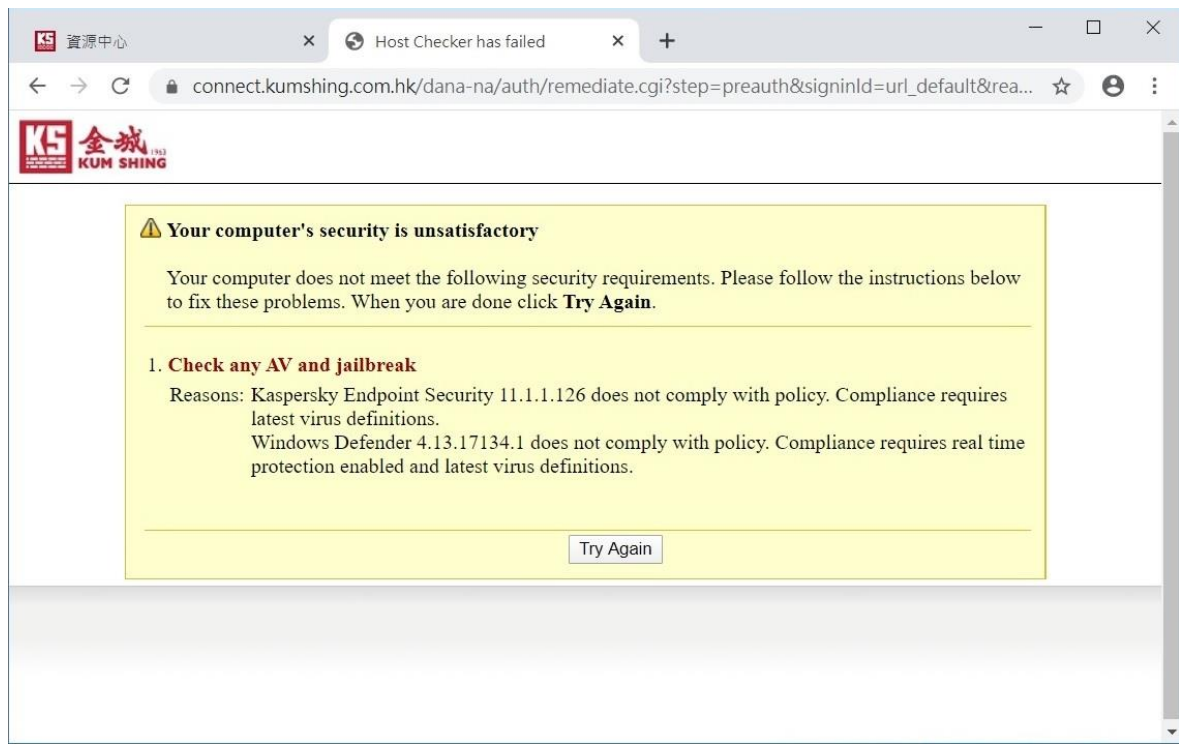 KS 資源中心
Host Checker has failed
connect.kumshing.com.hk/dana-na/auth/remediate.cgi?step=preauth&signinId=url_default&rea...
KS 金城 1963
KUM SHING
Your computer's security is unsatisfactory
Your computer does not meet the following security requirements. Please follow the instructions below
to fix these problems. When you are done click Try Again.
1. Check any AV and jailbreak
Reasons: Kaspersky Endpoint Security 11.1.1.126 does not comply with policy. Compliance requires
latest virus definitions.
Windows Defender 4.13.17134.1 does not comply with policy. Compliance requires real time
protection enabled and latest virus definitions.
Try Again